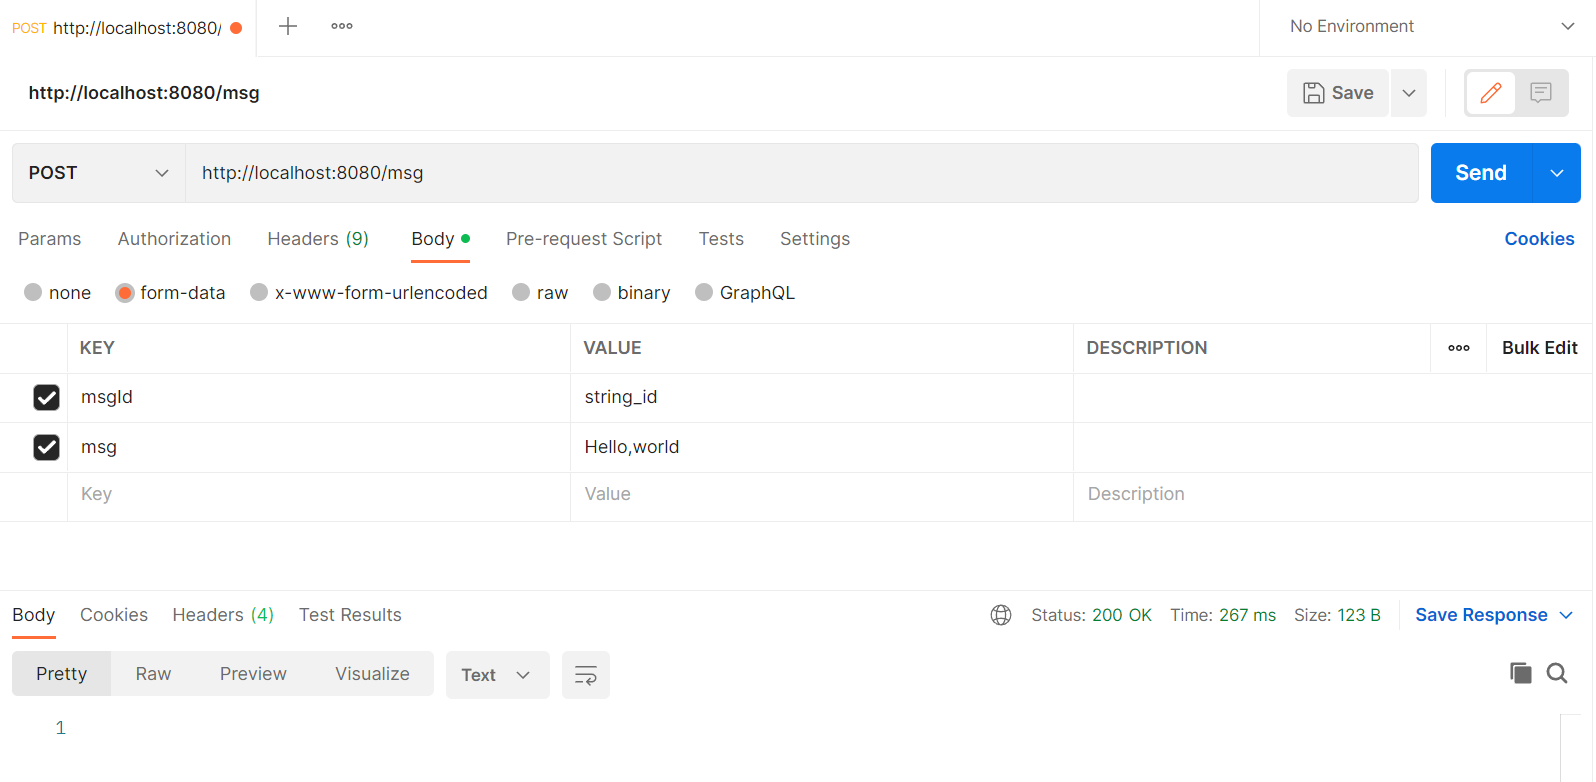 POST http://localhost:8080/
No Environment
http://localhost:8080/msg
Save
POST http://localhost:8080/msg Send
Params Authorization Headers (9) Body Pre-request Script Tests Settings Cookies
none form-data x-www-form-urlencoded raw binary GraphQL
KEY VALUE DESCRIPTION Bulk Edit
msgId string_id
msg Hello,world
Key Value Description
Body Cookies Headers (4) Test Results Status: 200 OK Time: 267 ms Size: 123 B Save Response
Pretty Raw Preview Visualize Text
1